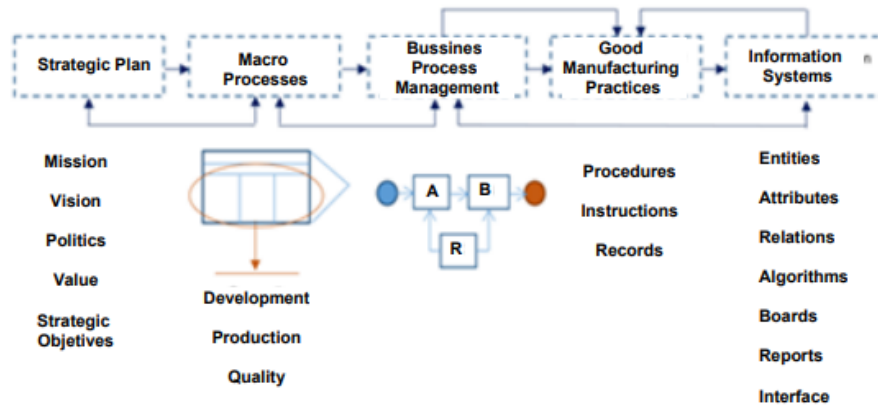 Strategic Plan
Macro
Processes
Bussines
Process
Management
Good
Manufacturing
Practices
Information
Systems
n
Mission
Vision
Politics
Value
Strategic
Objetives
Development
Production
Quality
A
B
R
Procedures
Instructions
Records
Entities
Attributes
Relations
Algorithms
Boards
Reports
Interface